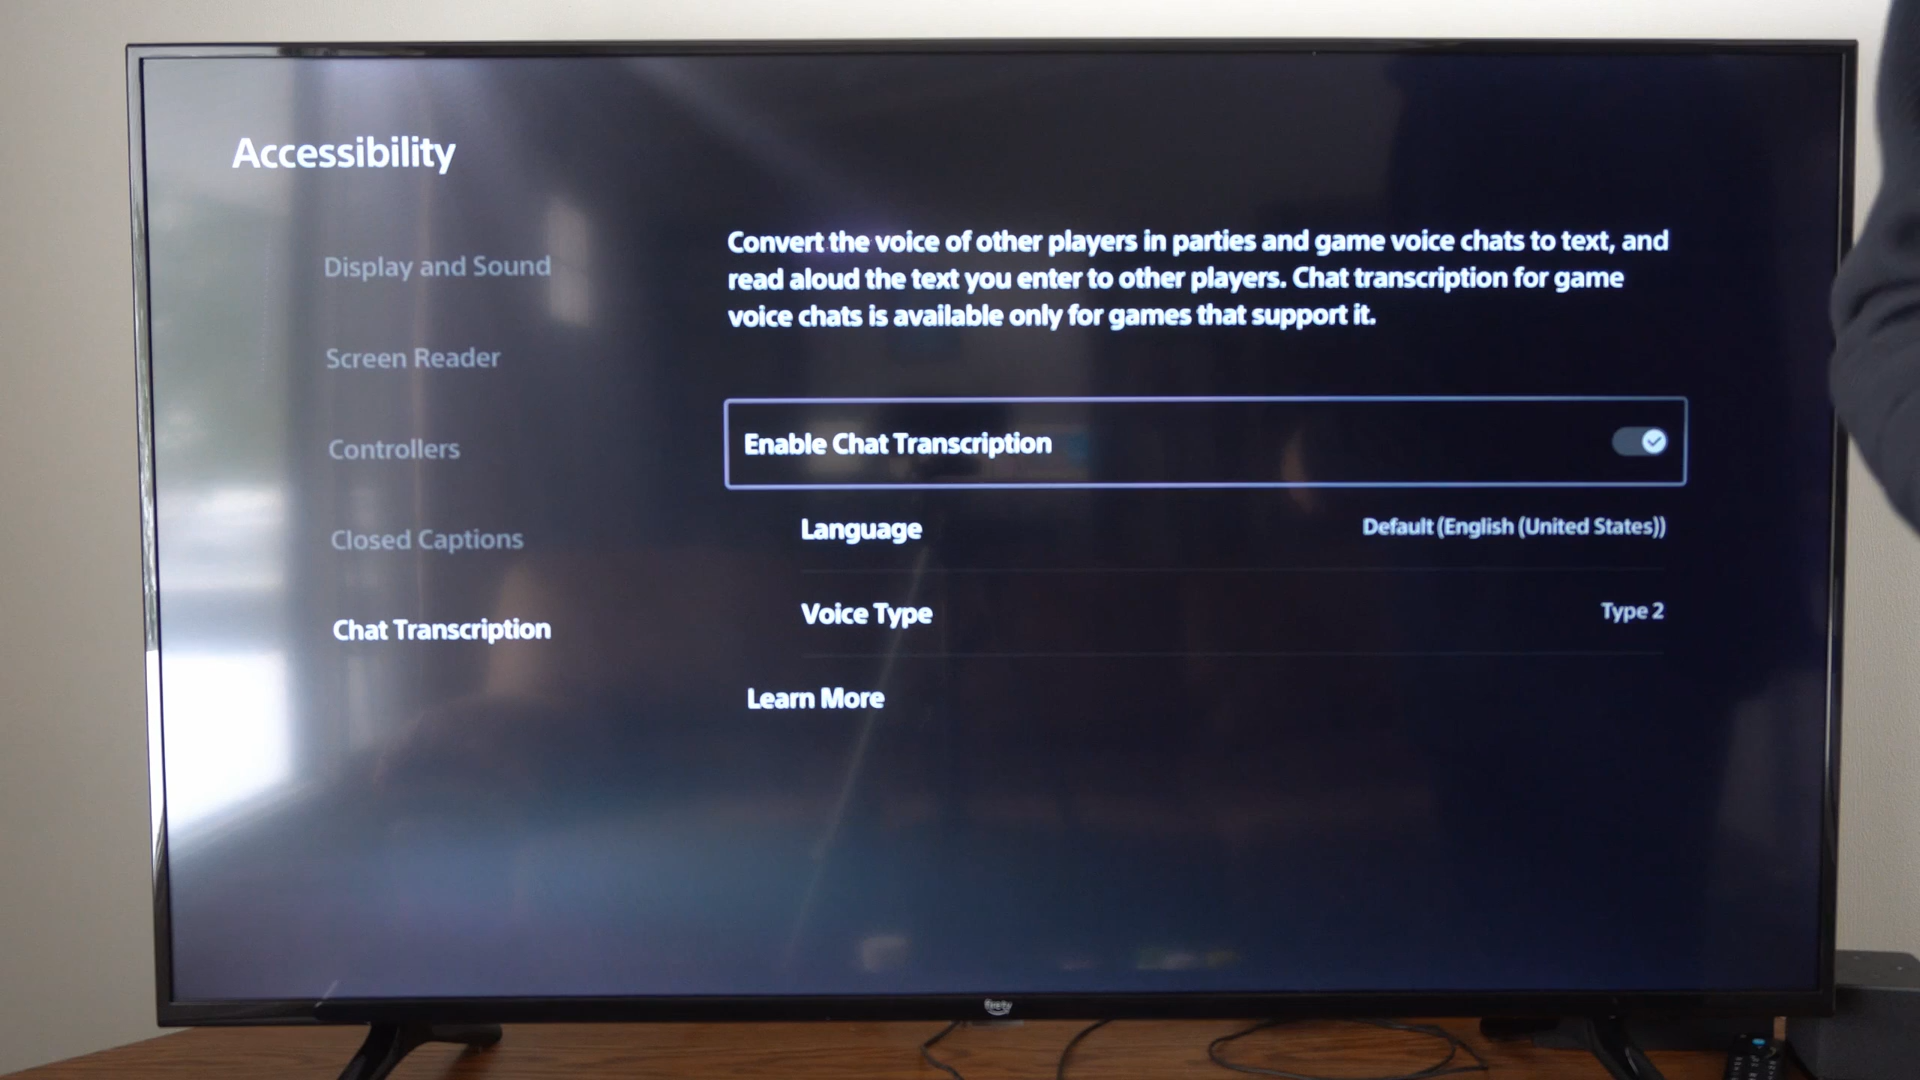 Accessibility
Display and Sound
Screen Reader
Controllers
Closed Captions
Chat Transcription
Convert the voice of other players in parties and game voice chats to text, and
read aloud the text you enter to other players. Chat transcription for game
voice chats is available only for games that support it.
Enable Chat Transcription
Language Default (English (United States))
Voice Type Type 2
Learn More